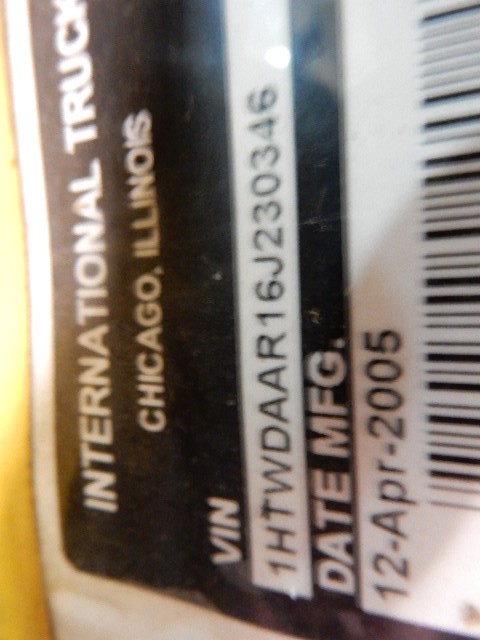 INTERNATIONAL TRUCK
CHICAGO, ILLINOIS
VIN
1HTWDAAR16J230346
DATE MFG.
12-Apr-2005